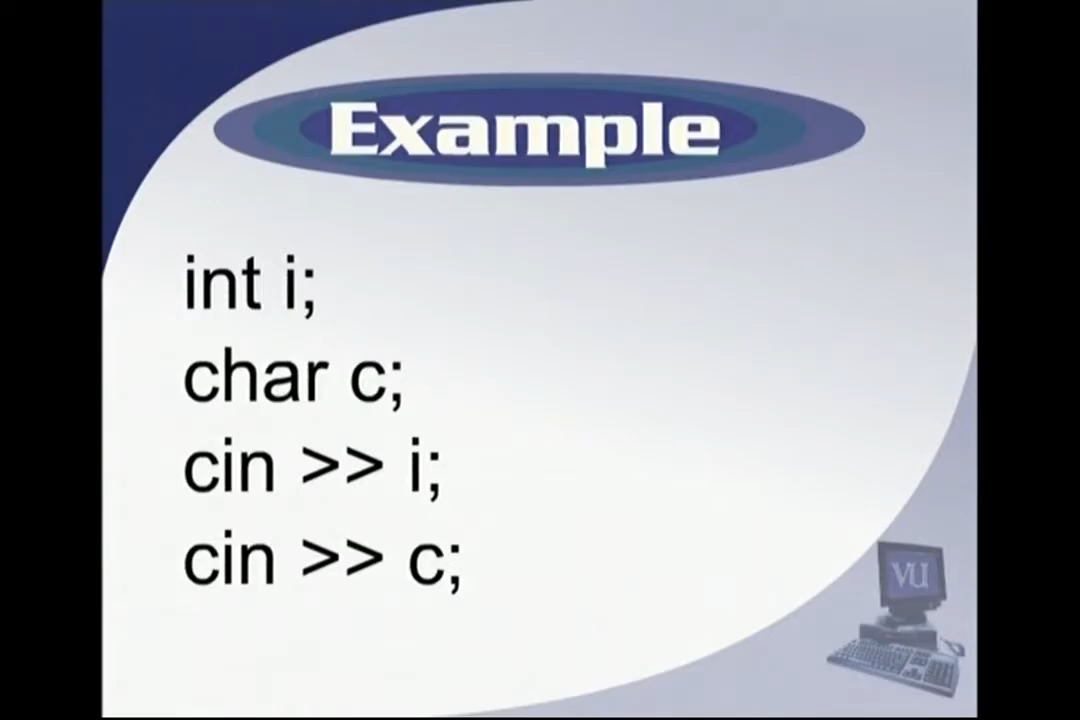 Example
int i;
char c;
cin >> i;
cin >> c;
VU